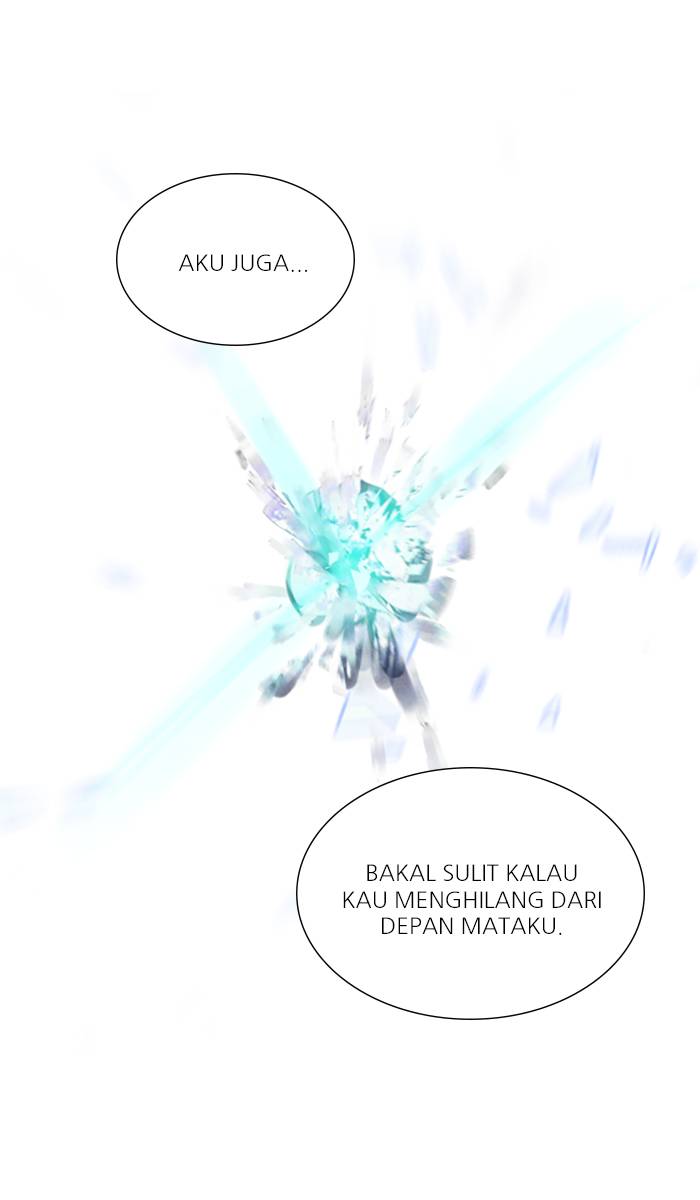 AKU JUGA...
BAKAL SULIT KALAU
KAU MENGHILANG DARI
DEPAN MATAKU.